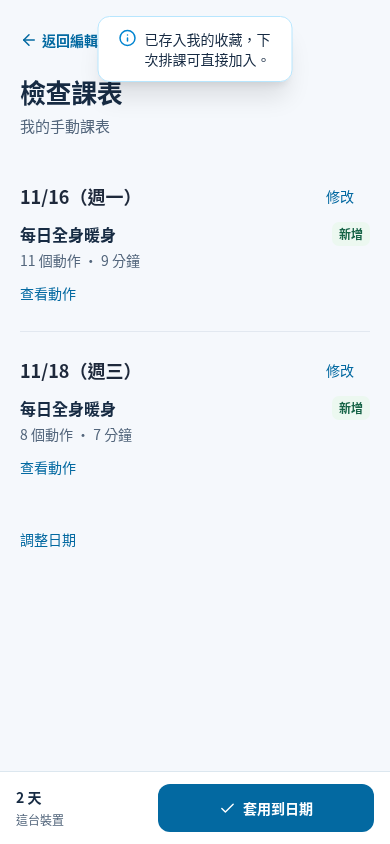 返回編輯
已存入我的收藏，下
次排課可直接加入。
檢查課表
我的手動課表
11/16（週一）
修改
每日全身暖身
新增
11 個動作 · 9 分鐘
查看動作
11/18（週三）
修改
每日全身暖身
新增
8 個動作 · 7 分鐘
查看動作
調整日期
2 天
這台裝置
套用到日期